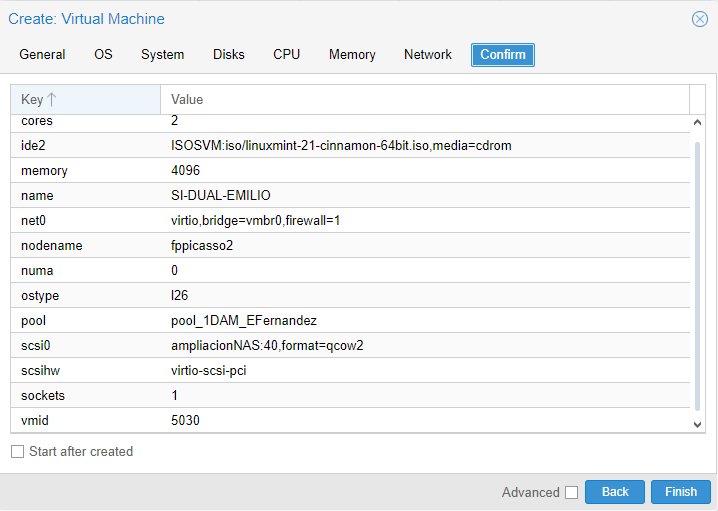 Create: Virtual Machine
General OS System Disks CPU Memory Network Confirm
Key Value
cores 2
ide2 ISOSVM:iso/linuxmint-21-cinnamon-64bit.iso,media=cdrom
memory 4096
name SI-DUAL-EMILIO
net0 virtio,bridge=vmbr0,firewall=1
nodename fppicasso2
numa 0
ostype l26
pool pool_1DAM_EFernandez
scsi0 ampliacionNAS:40,format=qcow2
scsihw virtio-scsi-pci
sockets 1
vmid 5030
Start after created
Advanced Back Finish